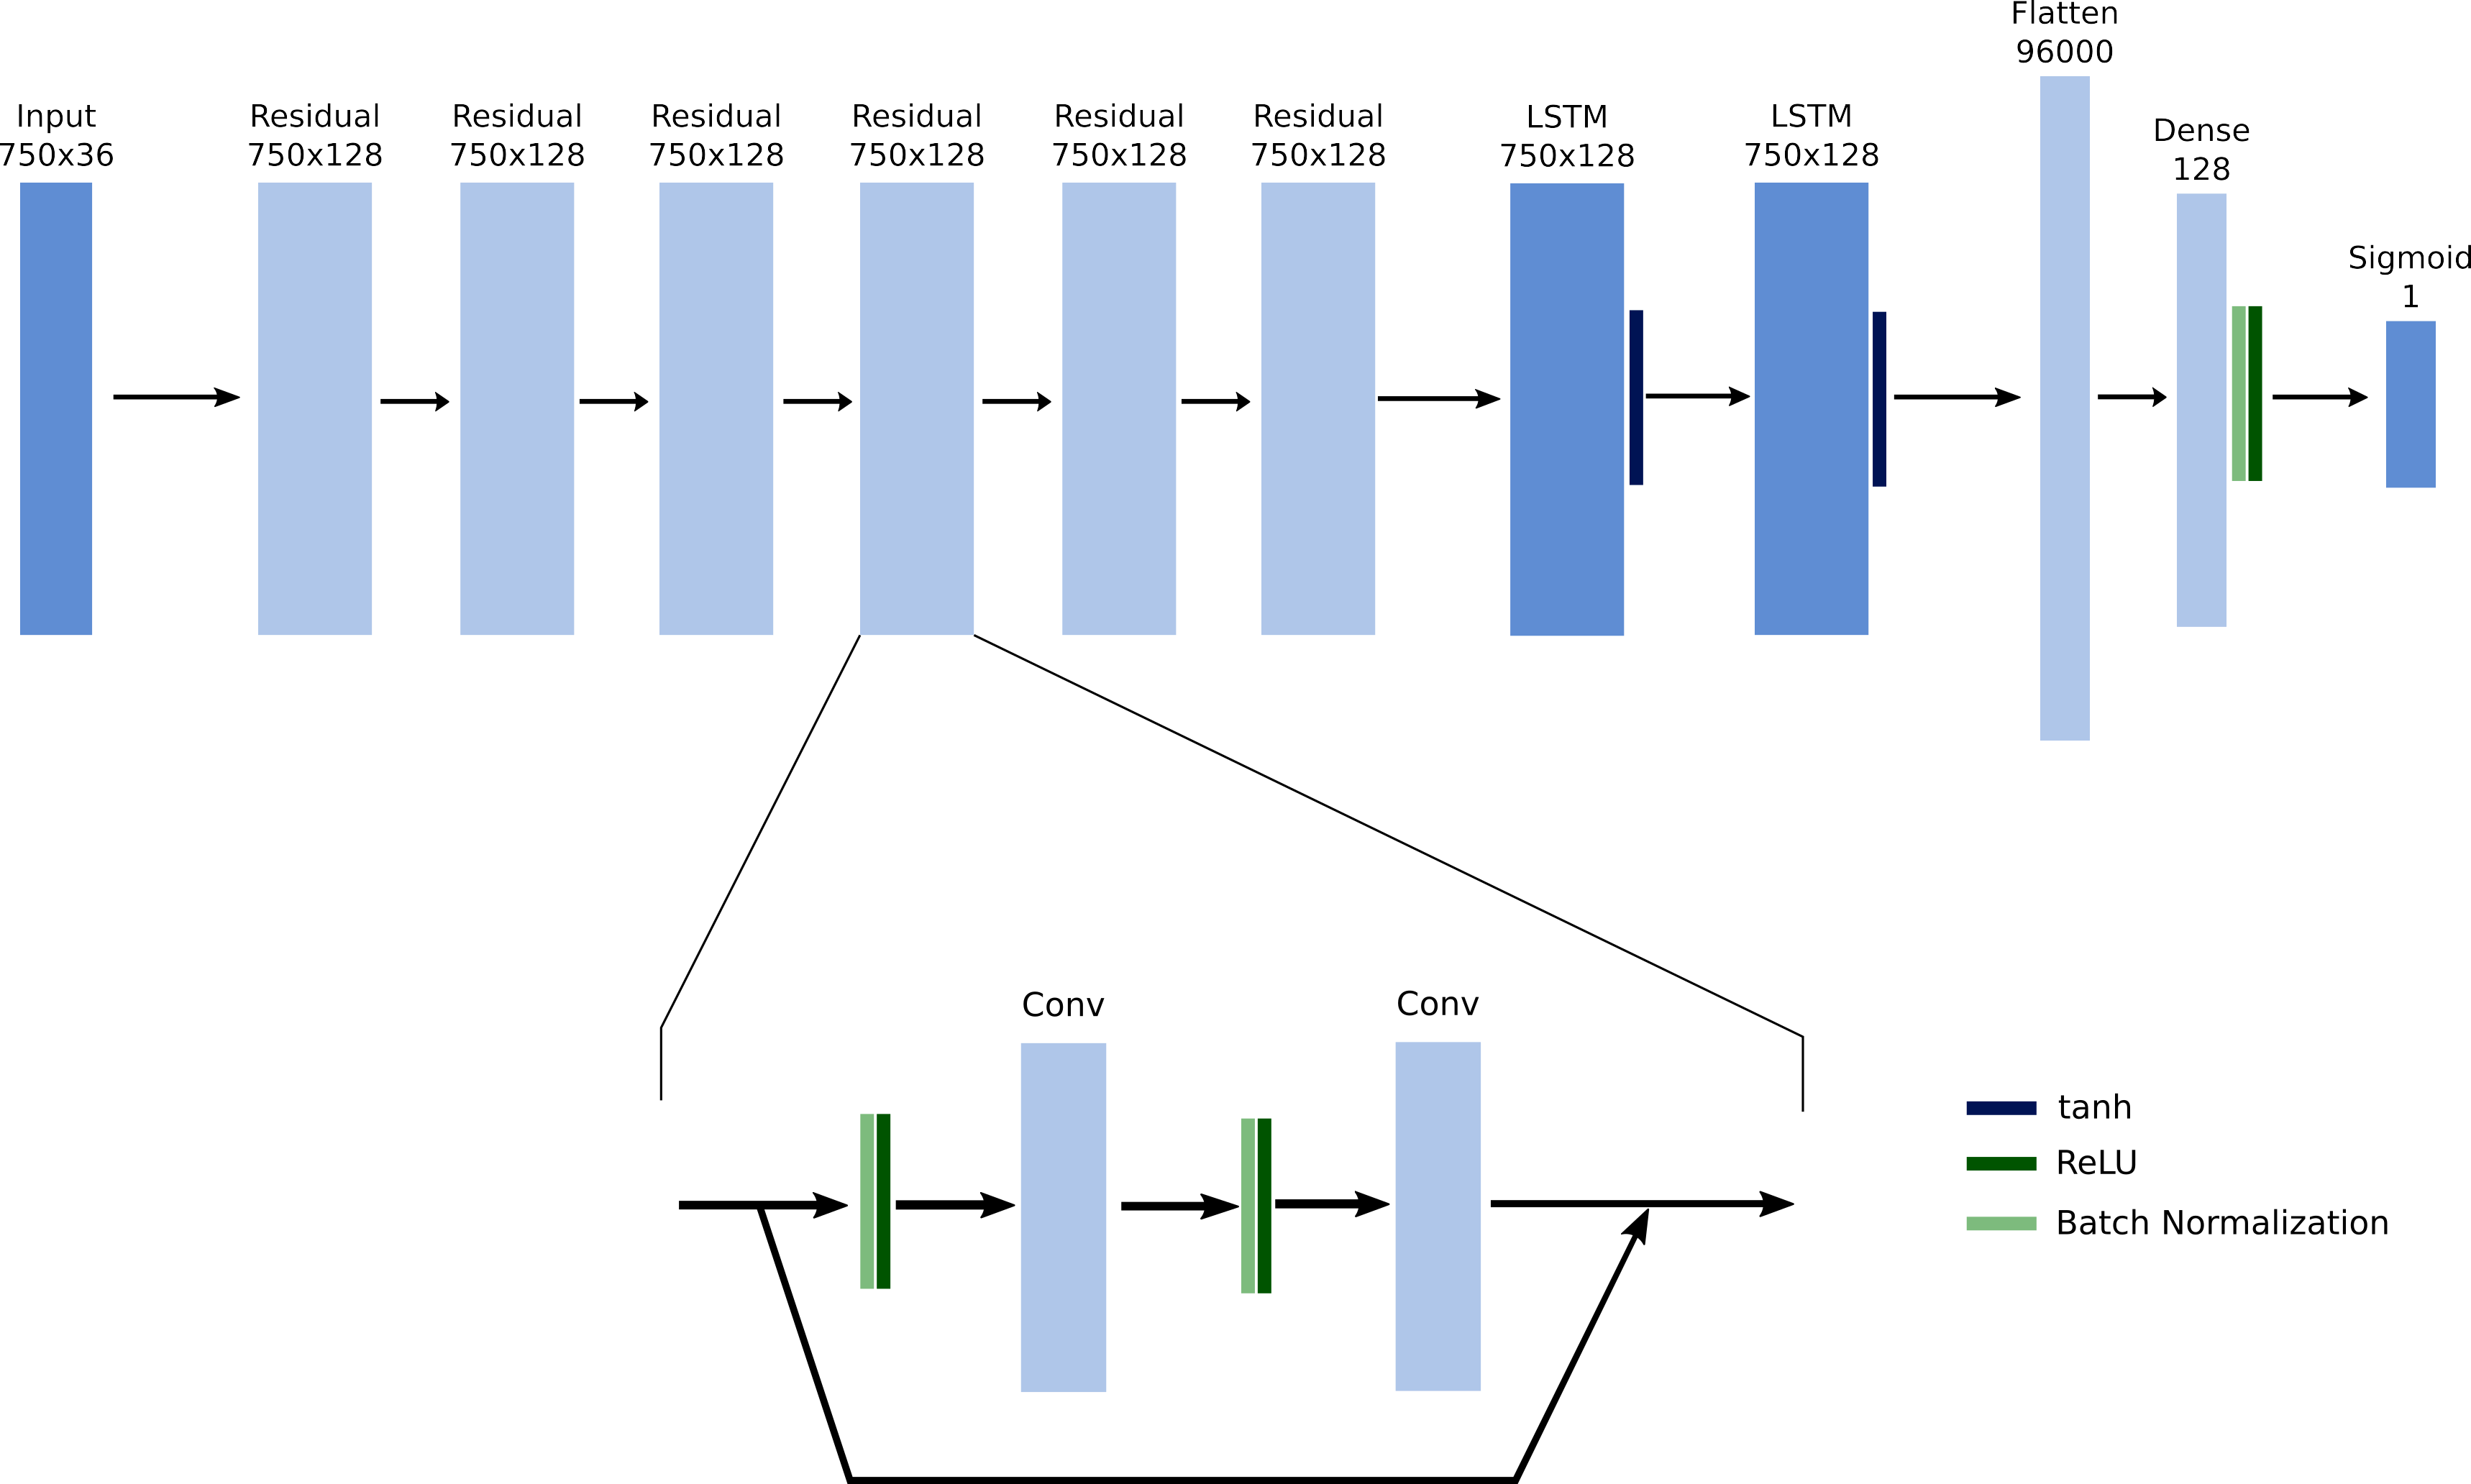 Input
750x36
Residual
750x128
Residual
750x128
Residual
750x128
Residual
750x128
Residual
750x128
Residual
750x128
LSTM
750x128
LSTM
750x128
Flatten
96000
Dense
128
Sigmoid
1
Conv
Conv
tanh
ReLU
Batch Normalization